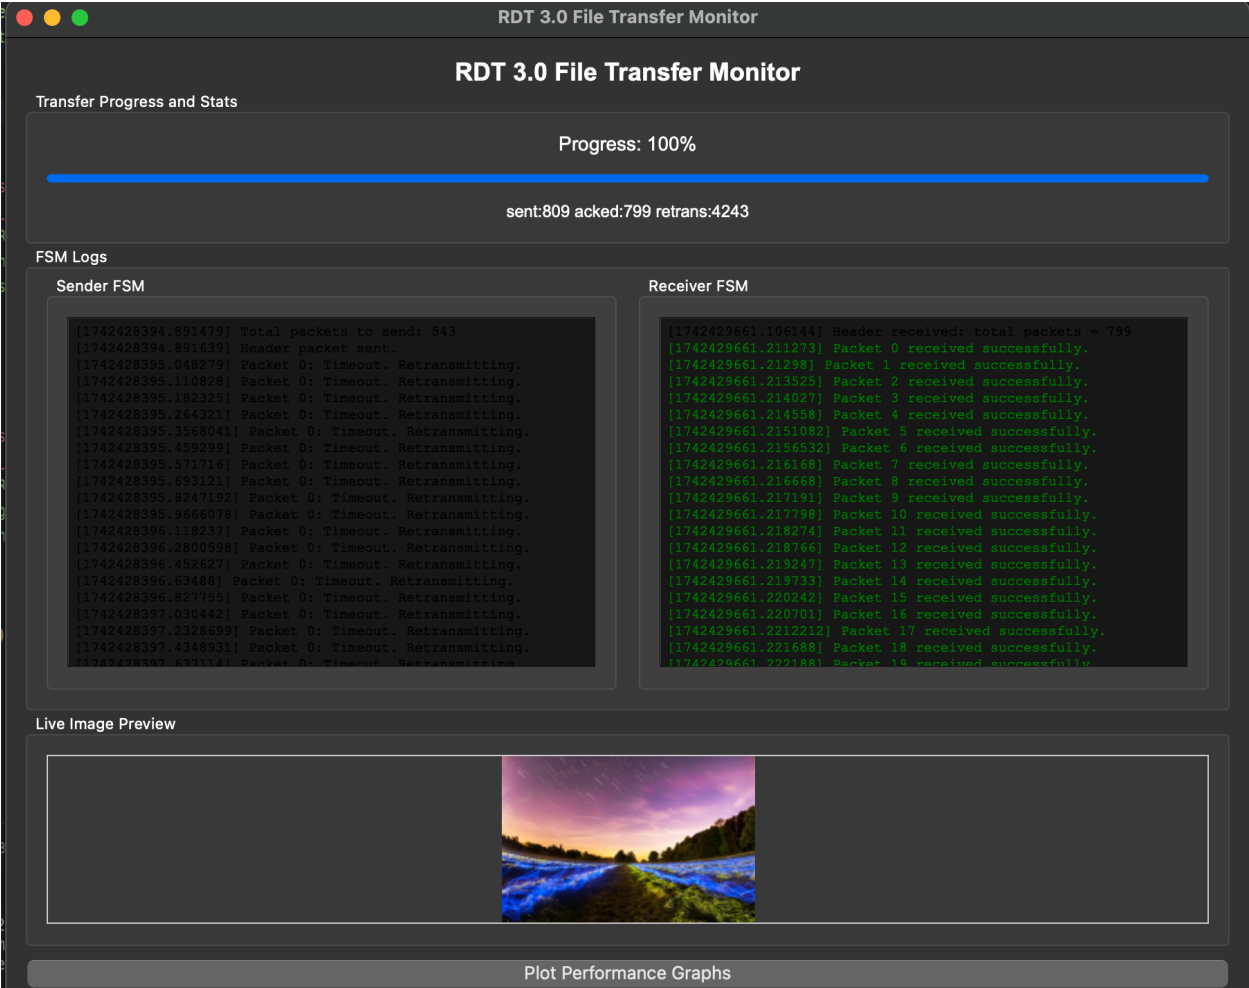 RDT 3.0 File Transfer Monitor
RDT 3.0 File Transfer Monitor
Transfer Progress and Stats
Progress: 100%
sent:809 acked:799 retrans:4243
FSM Logs
Sender FSM
[1742428394.891479] Total packets to send: 543
[1742428394.891639] Header packet sent.
[1742428395.048279] Packet 0: Timeout. Retransmitting.
[1742428395.110828] Packet 0: Timeout. Retransmitting.
[1742428395.182325] Packet 0: Timeout. Retransmitting.
[1742428395.264321] Packet 0: Timeout. Retransmitting.
[1742428395.3568041] Packet 0: Timeout. Retransmitting.
[1742428395.459299] Packet 0: Timeout. Retransmitting.
[1742428395.571716] Packet 0: Timeout. Retransmitting.
[1742428395.693121] Packet 0: Timeout. Retransmitting.
[1742428395.8247192] Packet 0: Timeout. Retransmitting.
[1742428395.9666078] Packet 0: Timeout. Retransmitting.
[1742428396.118237] Packet 0: Timeout. Retransmitting.
[1742428396.2800598] Packet 0: Timeout. Retransmitting.
[1742428396.452627] Packet 0: Timeout. Retransmitting.
[1742428396.63488] Packet 0: Timeout. Retransmitting.
[1742428396.827755] Packet 0: Timeout. Retransmitting.
[1742428397.030442] Packet 0: Timeout. Retransmitting.
[1742428397.2328699] Packet 0: Timeout. Retransmitting.
[1742428397.4348931] Packet 0: Timeout. Retransmitting.
[1742428397.637114] Packet 0: Timeout. Retransmitting.
Receiver FSM
[1742429661.106144] Header received: total packets = 799
[1742429661.211273] Packet 0 received successfully.
[1742429661.21298] Packet 1 received successfully.
[1742429661.213525] Packet 2 received successfully.
[1742429661.214027] Packet 3 received successfully.
[1742429661.214558] Packet 4 received successfully.
[1742429661.2151082] Packet 5 received successfully.
[1742429661.2156532] Packet 6 received successfully.
[1742429661.216168] Packet 7 received successfully.
[1742429661.216668] Packet 8 received successfully.
[1742429661.217191] Packet 9 received successfully.
[1742429661.217798] Packet 10 received successfully.
[1742429661.218274] Packet 11 received successfully.
[1742429661.218766] Packet 12 received successfully.
[1742429661.219247] Packet 13 received successfully.
[1742429661.219733] Packet 14 received successfully.
[1742429661.220242] Packet 15 received successfully.
[1742429661.220701] Packet 16 received successfully.
[1742429661.2212212] Packet 17 received successfully.
[1742429661.221688] Packet 18 received successfully.
[1742429661.222188] Packet 19 received successfully.
Live Image Preview
Plot Performance Graphs